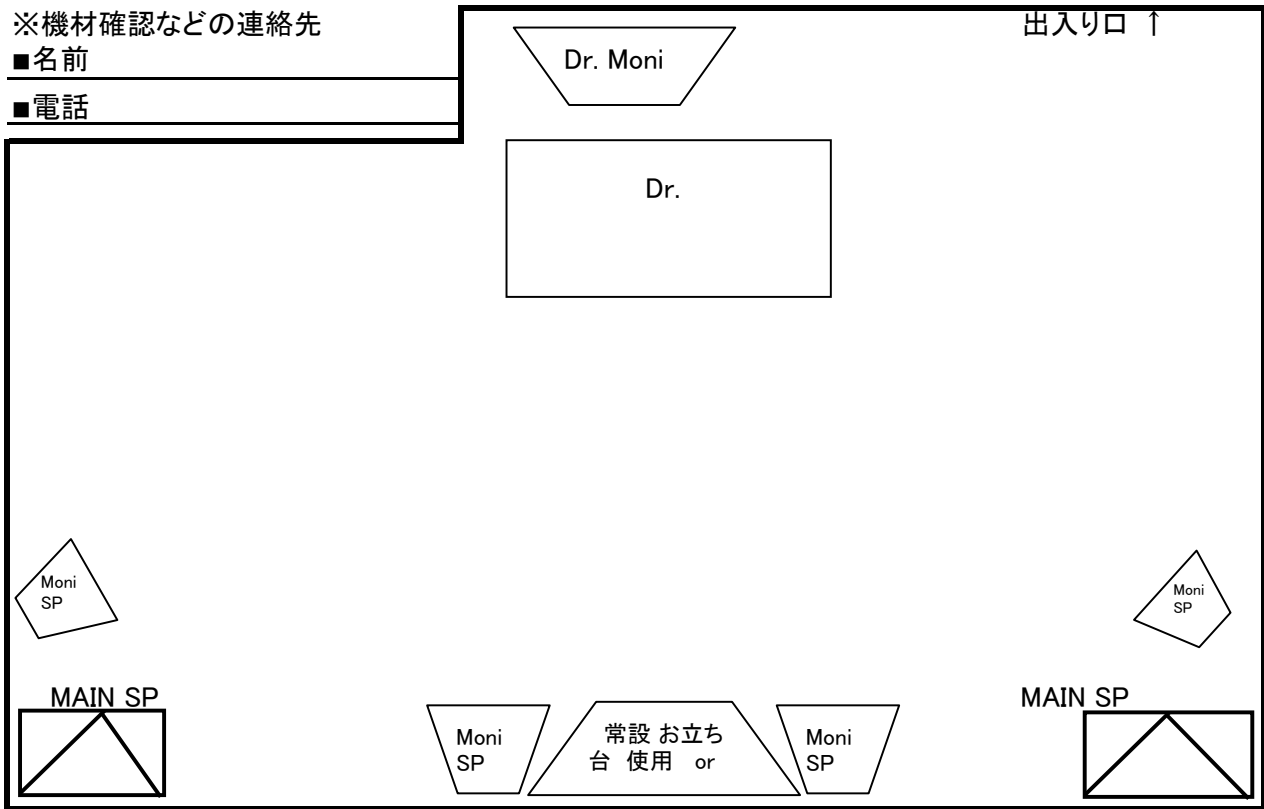 ※機材確認などの連絡先
■名前
■電話
出入り口 ↑
Dr. Moni
Dr.
Moni
SP
Moni
SP
MAIN SP
MAIN SP
Moni
SP
常設 お立ち
台 使用 or
Moni
SP